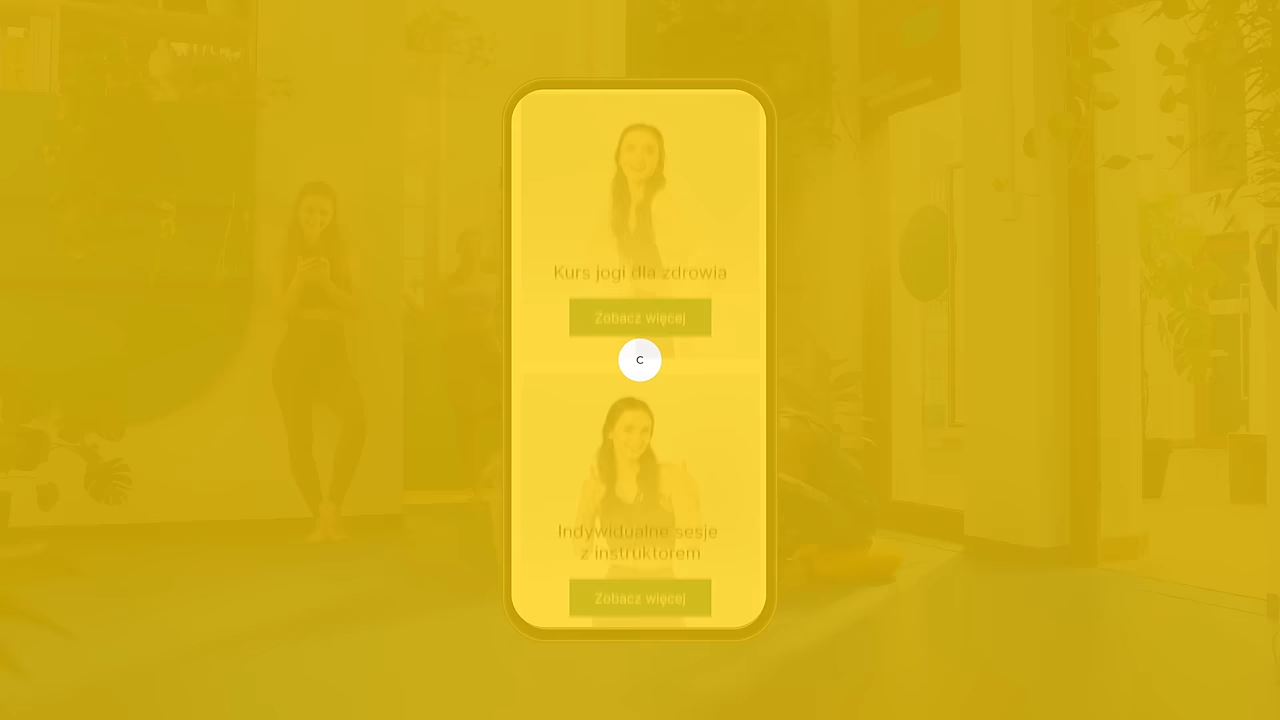 Kurs jogi dla zdrowia
Zobacz więcej
C
Indywidualne sesje
z instruktorem
Zobacz więcej